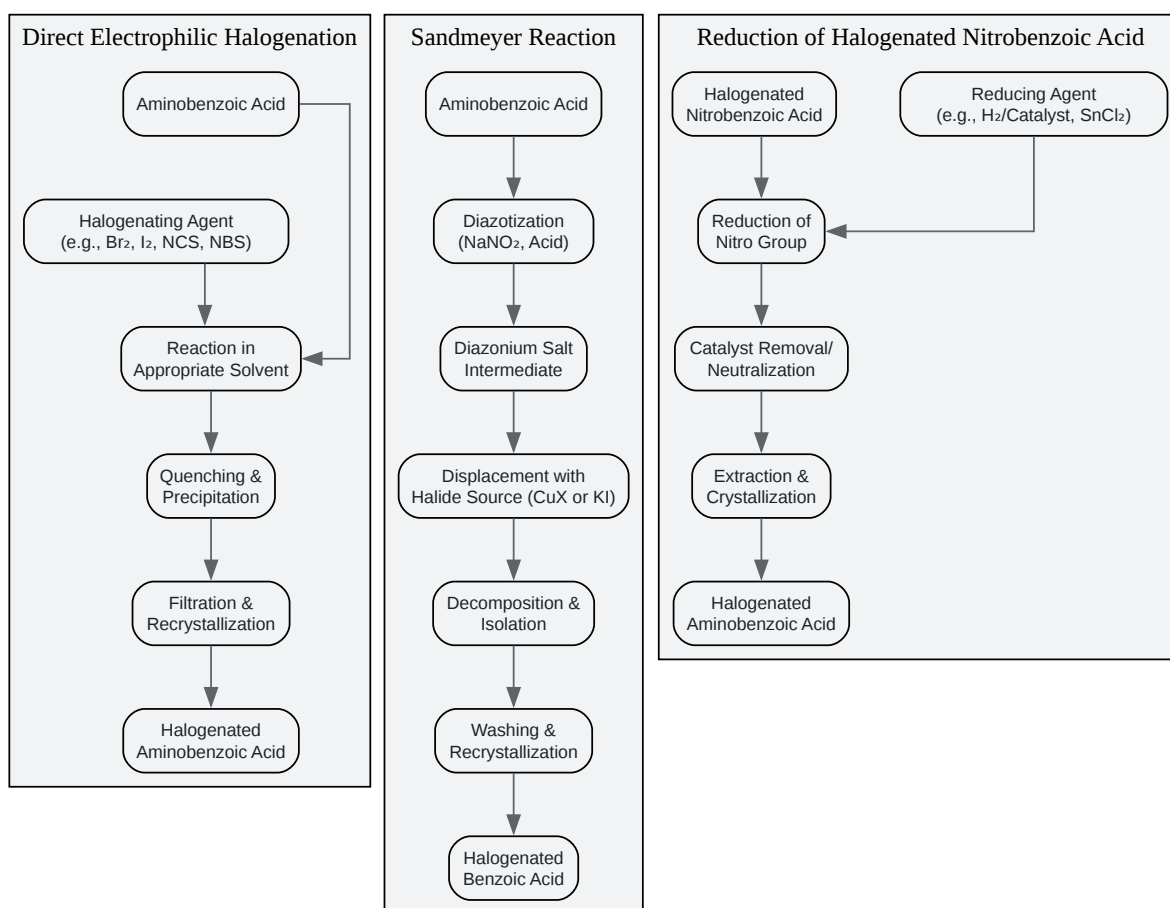 Direct Electrophilic Halogenation
Aminobenzoic Acid
Halogenating Agent
(e.g., Br₂, I₂, NCS, NBS)
Reaction in
Appropriate Solvent
Quenching &
Precipitation
Filtration &
Recrystallization
Halogenated
Aminobenzoic Acid
Sandmeyer Reaction
Aminobenzoic Acid
Diazotization
(NaNO₂, Acid)
Diazonium Salt
Intermediate
Displacement with
Halide Source (CuX or KI)
Decomposition &
Isolation
Washing &
Recrystallization
Halogenated
Benzoic Acid
Reduction of Halogenated Nitrobenzoic Acid
Halogenated
Nitrobenzoic Acid
Reducing Agent
(e.g., H₂/Catalyst, SnCl₂)
Reduction of
Nitro Group
Catalyst Removal/
Neutralization
Extraction &
Crystallization
Halogenated
Aminobenzoic Acid